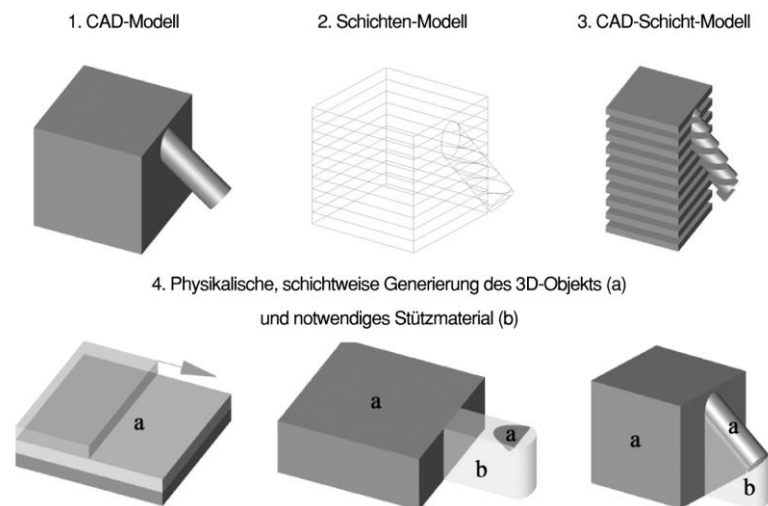 1. CAD-Modell
2. Schichten-Modell
3. CAD-Schicht-Modell
4. Physikalische, schichtweise Generierung des 3D-Objekts (a)
und notwendiges Stützmaterial (b)
a
a
a
b
a
a
b